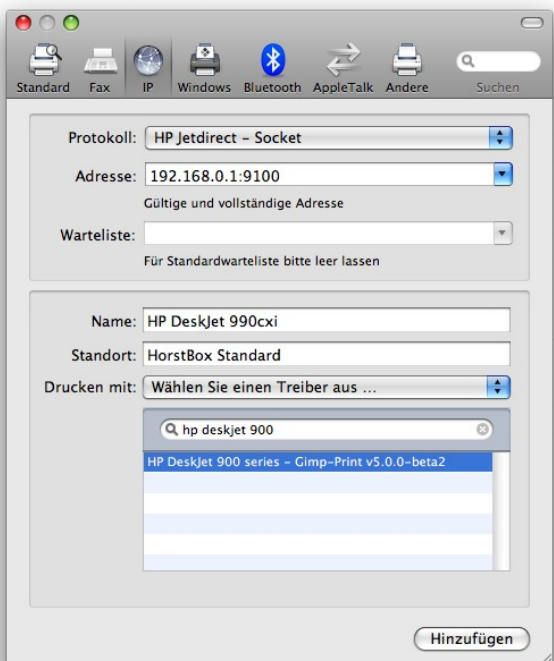 Standard Fax IP Windows Bluetooth AppleTalk Andere Suchen
Protokoll: HP Jetdirect – Socket
Adresse: 192.168.0.1:9100
Gültige und vollständige Adresse
Warteliste:
Für Standardwarteliste bitte leer lassen
Name: HP DeskJet 990cxi
Standort: HorstBox Standard
Drucken mit: Wählen Sie einen Treiber aus ...
hp deskjet 900
HP DeskJet 900 series – Gimp-Print v5.0.0-beta2
Hinzufügen